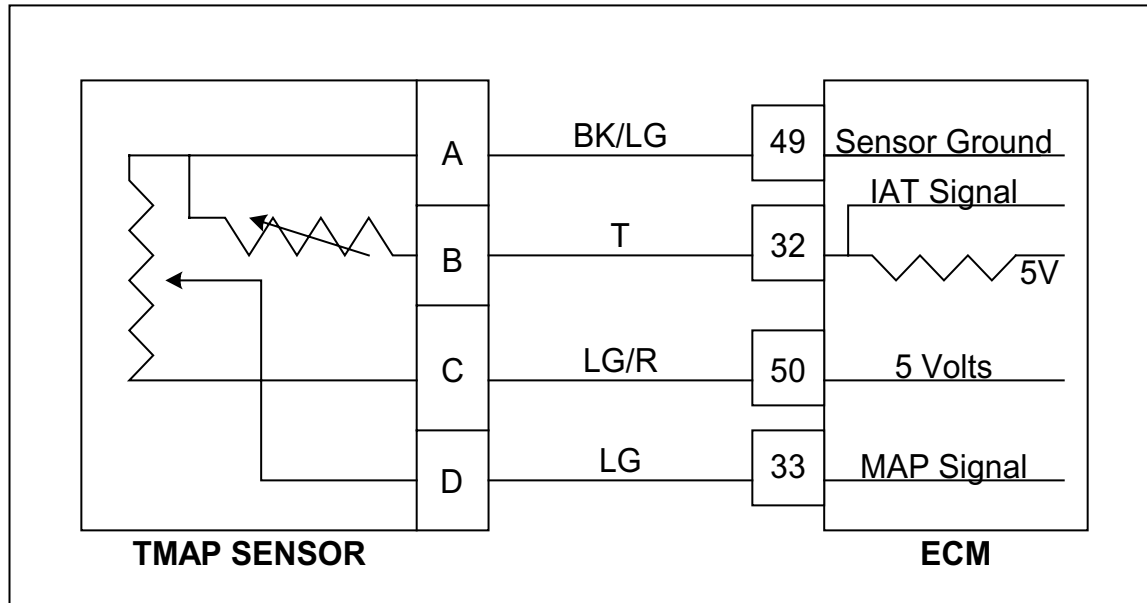 A BK/LG 49 Sensor Ground
IAT Signal
B T 32
5V
C LG/R 50 5 Volts
D LG 33 MAP Signal
TMAP SENSOR ECM